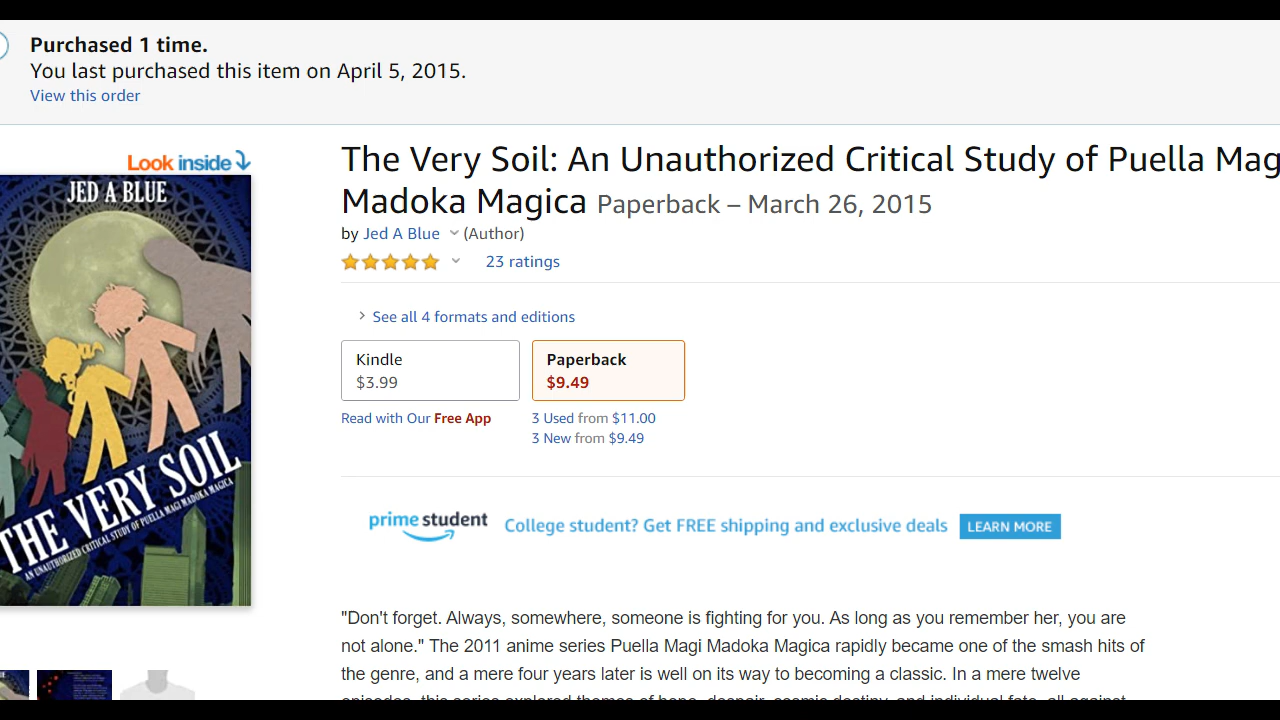 Purchased 1 time.
You last purchased this item on April 5, 2015.
View this order
Look inside
JED A BLUE
THE VERY SOIL
AN UNAUTHORIZED CRITICAL STUDY OF PUELLA MAGI MADOKA MAGICA
The Very Soil: An Unauthorized Critical Study of Puella Mag
Madoka Magica Paperback – March 26, 2015
by Jed A Blue (Author)
23 ratings
See all 4 formats and editions
Kindle
$3.99
Paperback
$9.49
Read with Our Free App
3 Used from $11.00
3 New from $9.49
prime student College student? Get FREE shipping and exclusive deals LEARN MORE
"Don't forget. Always, somewhere, someone is fighting for you. As long as you remember her, you are
not alone." The 2011 anime series Puella Magi Madoka Magica rapidly became one of the smash hits of
the genre, and a mere four years later is well on its way to becoming a classic. In a mere twelve